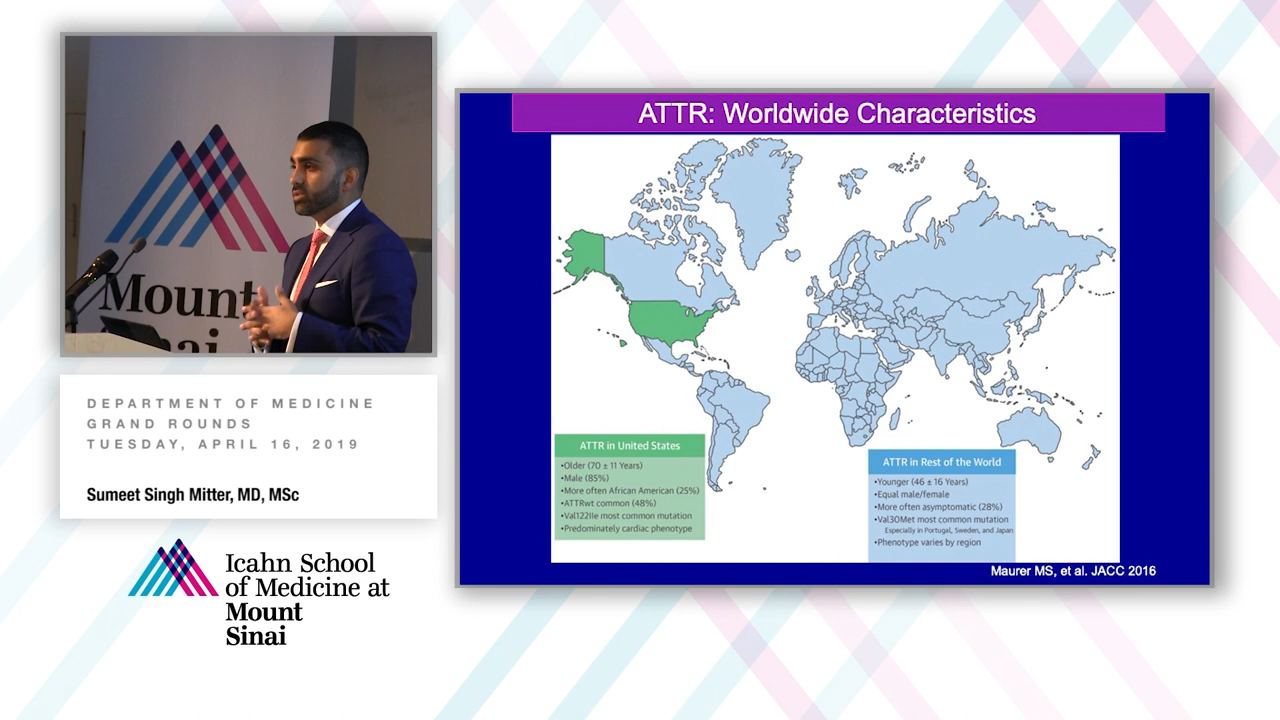 Mount
Sinai
DEPARTMENT OF MEDICINE
GRAND ROUNDS
TUESDAY, APRIL 16, 2019
Sumeet Singh Mitter, MD, MSc
Icahn School
of Medicine at
Mount
Sinai
ATTR: Worldwide Characteristics
ATTR in United States
•Older (70 ± 11 Years)
•Male (85%)
•More often African American (25%)
•ATTRwt common (48%)
•Val122Ile most common mutation
•Predominately cardiac phenotype
ATTR in Rest of the World
•Younger (46 ± 16 Years)
•Equal male/female
•More often asymptomatic (28%)
•Val30Met most common mutation
Especially in Portugal, Sweden, and Japan
•Phenotype varies by region
Maurer MS, et al. JACC 2016